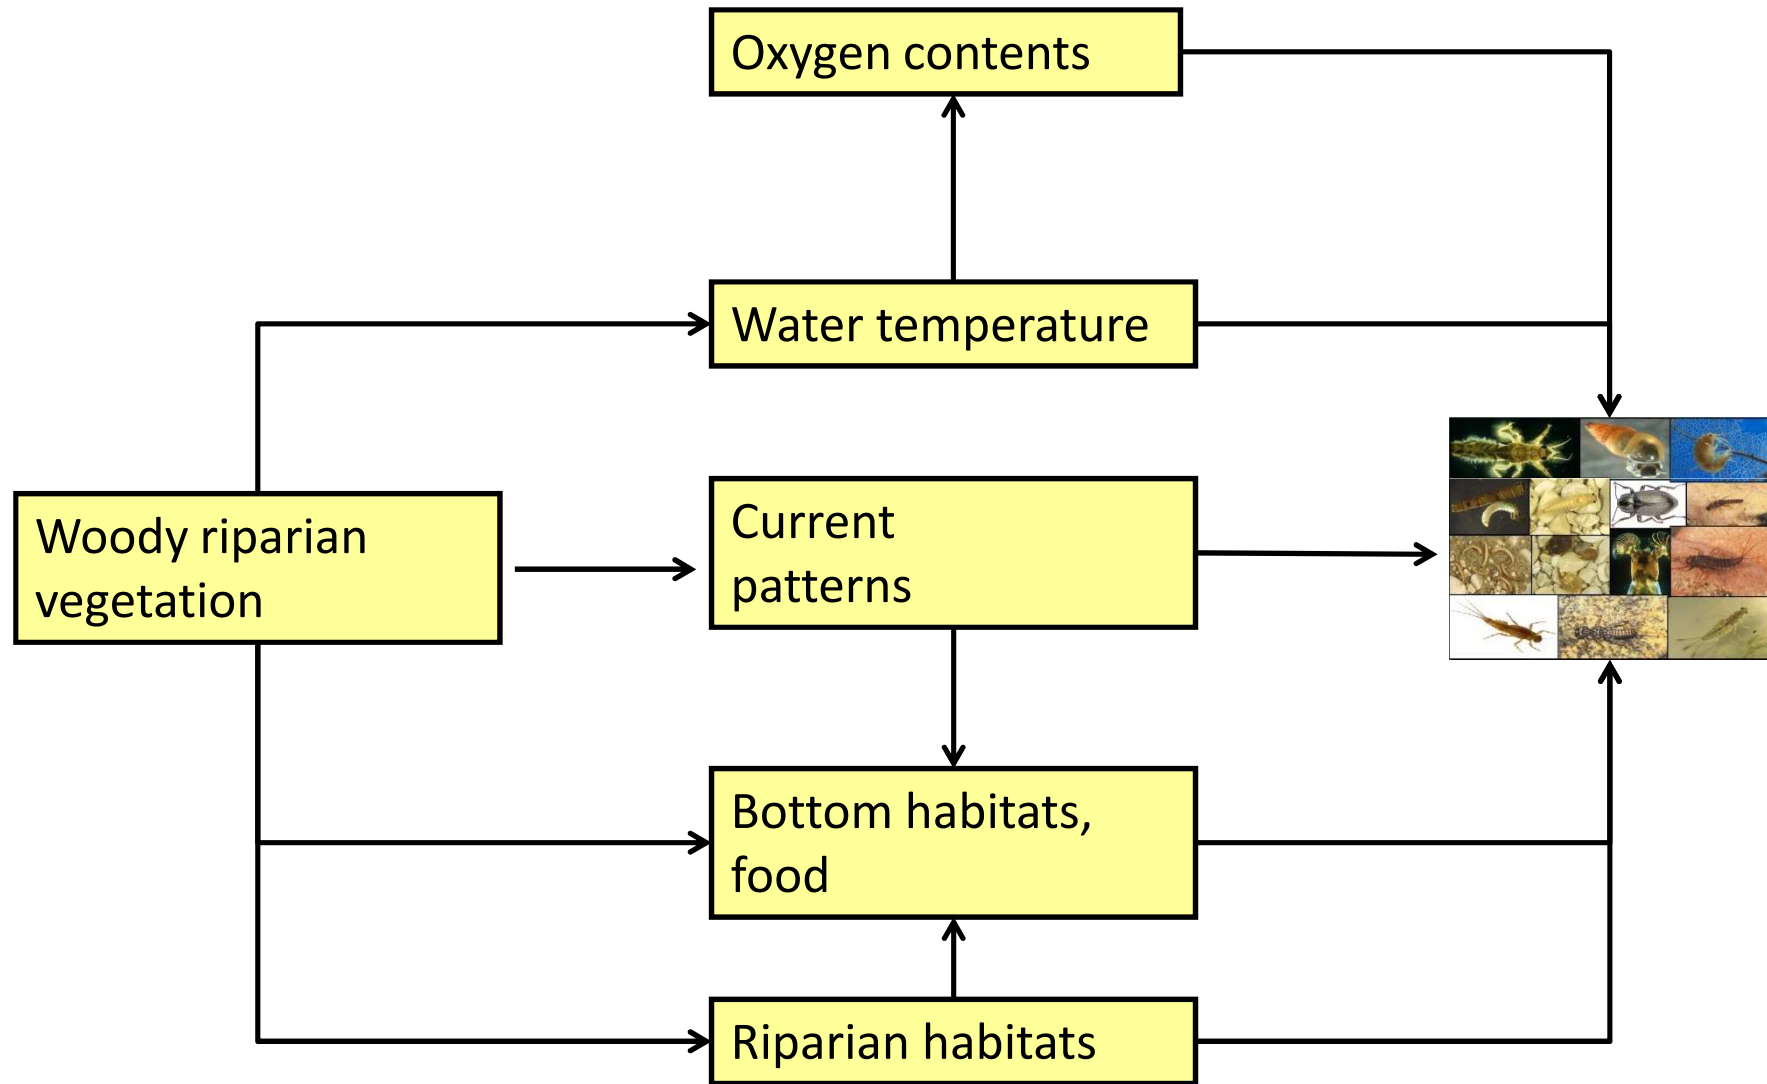 Oxygen contents
Water temperature
Woody riparian
vegetation
Current
patterns
Bottom habitats,
food
Riparian habitats